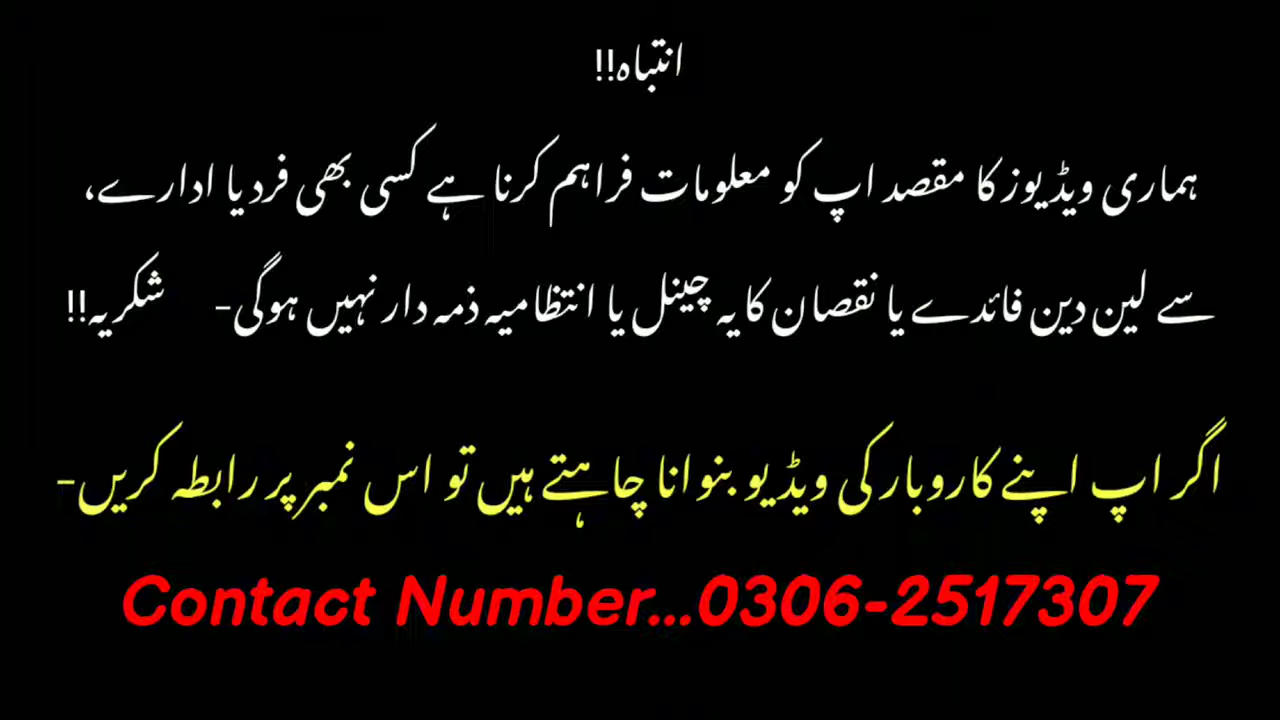 انتباہ!!
ہماری ویڈیوز کا مقصد اپ کو معلومات فراہم کرنا ہے کسی بھی فرد یا ادارے،
سے لین دین فائدے یا نقصان کا یہ چینل یا انتظامیہ ذمہ دار نہیں ہوگی- شکریہ!!
اگر اپ اپنے کاروبار کی ویڈیو بنوانا چاہتے ہیں تو اس نمبر پر رابطہ کریں-
Contact Number...0306-2517307